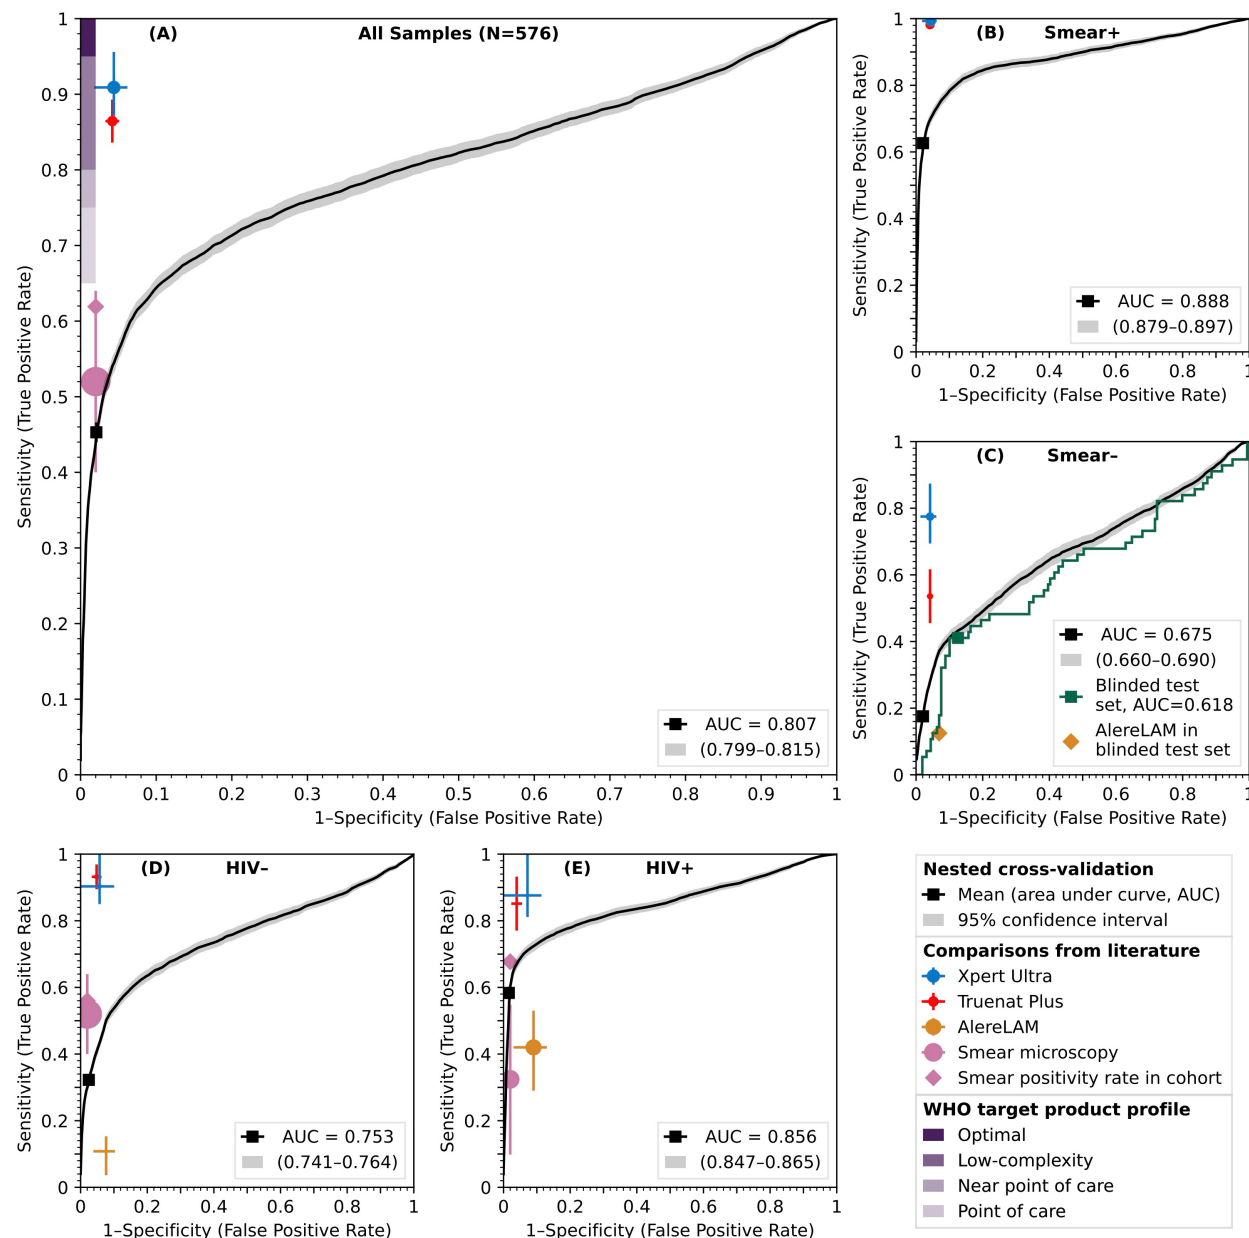 (A) All Samples (N=576)
Sensitivity (True Positive Rate)
1
0.9
0.8
0.7
0.6
0.5
0.4
0.3
0.2
0.1
0
AUC = 0.807
(0.799–0.815)
0 0.1 0.2 0.3 0.4 0.5 0.6 0.7 0.8 0.9 1
1–Specificity (False Positive Rate)
(B) Smear+
Sensitivity (True Positive Rate)
1
0.8
0.6
0.4
0.2
0
AUC = 0.888
(0.879–0.897)
0 0.2 0.4 0.6 0.8 1
1–Specificity (False Positive Rate)
(C) Smear–
Sensitivity (True Positive Rate)
1
0.8
0.6
0.4
0.2
0
AUC = 0.675
(0.660–0.690)
Blinded test
set, AUC=0.618
AlereLAM in
blinded test set
0 0.2 0.4 0.6 0.8 1
1–Specificity (False Positive Rate)
(D) HIV–
Sensitivity (True Positive Rate)
1
0.8
0.6
0.4
0.2
0
AUC = 0.753
(0.741–0.764)
0 0.2 0.4 0.6 0.8 1
1–Specificity (False Positive Rate)
(E) HIV+
Sensitivity (True Positive Rate)
1
0.8
0.6
0.4
0.2
0
AUC = 0.856
(0.847–0.865)
0 0.2 0.4 0.6 0.8 1
1–Specificity (False Positive Rate)
Nested cross-validation
Mean (area under curve, AUC)
95% confidence interval
Comparisons from literature
Xpert Ultra
Truenat Plus
AlereLAM
Smear microscopy
Smear positivity rate in cohort
WHO target product profile
Optimal
Low-complexity
Near point of care
Point of care